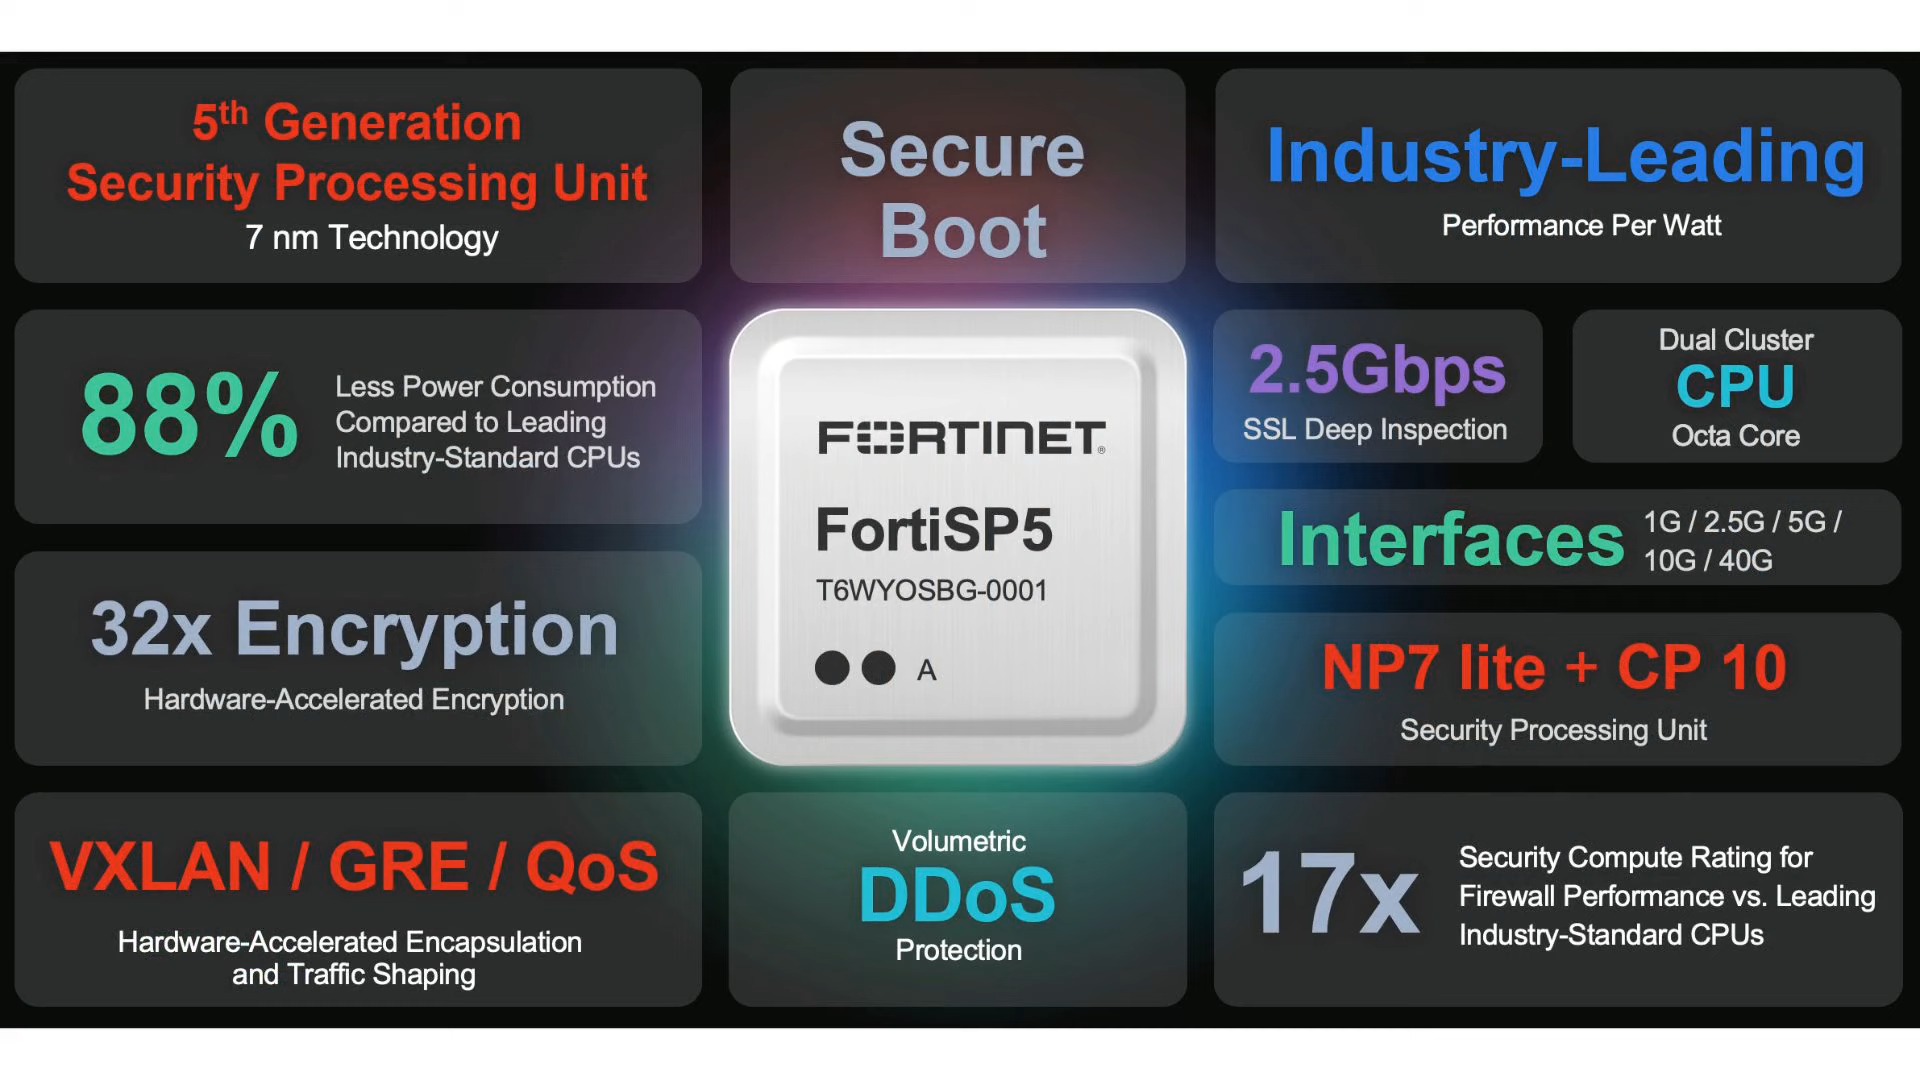 5th Generation
Security Processing Unit
7 nm Technology
Secure
Boot
Industry-Leading
Performance Per Watt
88%
Less Power Consumption
Compared to Leading
Industry-Standard CPUs
FORTINET®
FortiSP5
T6WYOSBG-0001
A
2.5Gbps
SSL Deep Inspection
Dual Cluster
CPU
Octa Core
Interfaces
1G / 2.5G / 5G /
10G / 40G
32x Encryption
Hardware-Accelerated Encryption
NP7 lite + CP 10
Security Processing Unit
VXLAN / GRE / QoS
Hardware-Accelerated Encapsulation
and Traffic Shaping
Volumetric
DDoS
Protection
17x
Security Compute Rating for
Firewall Performance vs. Leading
Industry-Standard CPUs